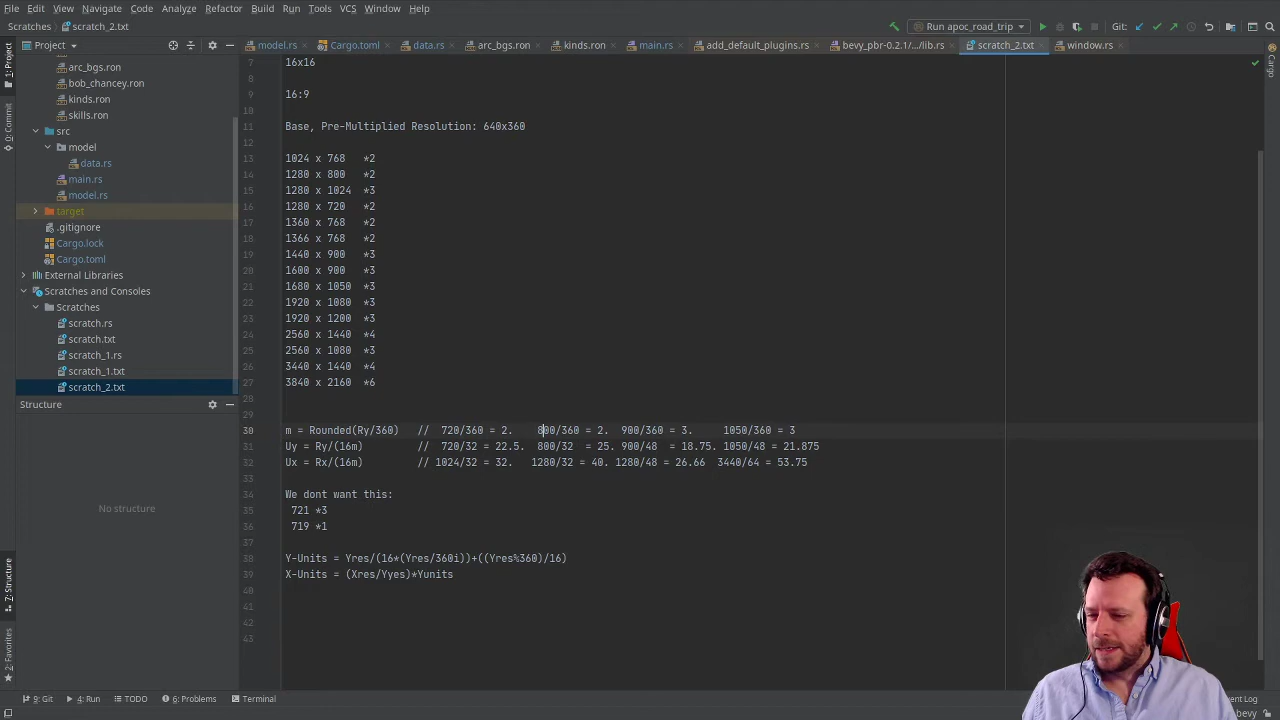 File Edit View Navigate Code Analyze Refactor Build Run Tools VCS Window Help
Scratches scratch_2.txt
Run apoc_road_trip
Git:
Project
model.rs Cargo.toml data.rs arc_bgs.ron kinds.ron main.rs add_default_plugins.rs bevy_pbr-0.2.1/…/lib.rs scratch_2.txt window.rs
1: Project
0: Commit
7: Structure
2: Favorites
Cargo
arc_bgs.ron
bob_chancey.ron
kinds.ron
skills.ron
src
model
data.rs
main.rs
model.rs
target
.gitignore
Cargo.lock
Cargo.toml
External Libraries
Scratches and Consoles
Scratches
scratch.rs
scratch.txt
scratch_1.rs
scratch_1.txt
scratch_2.txt
Structure
No structure
7 16x16
8
9 16:9
10
11 Base, Pre-Multiplied Resolution: 640x360
12
13 1024 x 768 *2
14 1280 x 800 *2
15 1280 x 1024 *3
16 1280 x 720 *2
17 1360 x 768 *2
18 1366 x 768 *2
19 1440 x 900 *3
20 1600 x 900 *3
21 1680 x 1050 *3
22 1920 x 1080 *3
23 1920 x 1200 *3
24 2560 x 1440 *4
25 2560 x 1080 *3
26 3440 x 1440 *4
27 3840 x 2160 *6
28
29
30 m = Rounded(Ry/360) // 720/360 = 2. 800/360 = 2. 900/360 = 3. 1050/360 = 3
31 Uy = Ry/(16m) // 720/32 = 22.5. 800/32 = 25. 900/48 = 18.75. 1050/48 = 21.875
32 Ux = Rx/(16m) // 1024/32 = 32. 1280/32 = 40. 1280/48 = 26.66 3440/64 = 53.75
33
34 We dont want this:
35 721 *3
36 719 *1
37
38 Y-Units = Yres/(16*(Yres/360i))+((Yres%360)/16)
39 X-Units = (Xres/Yyes)*Yunits
40
41
42
43
9: Git 4: Run TODO 6: Problems Terminal
Log
bevy